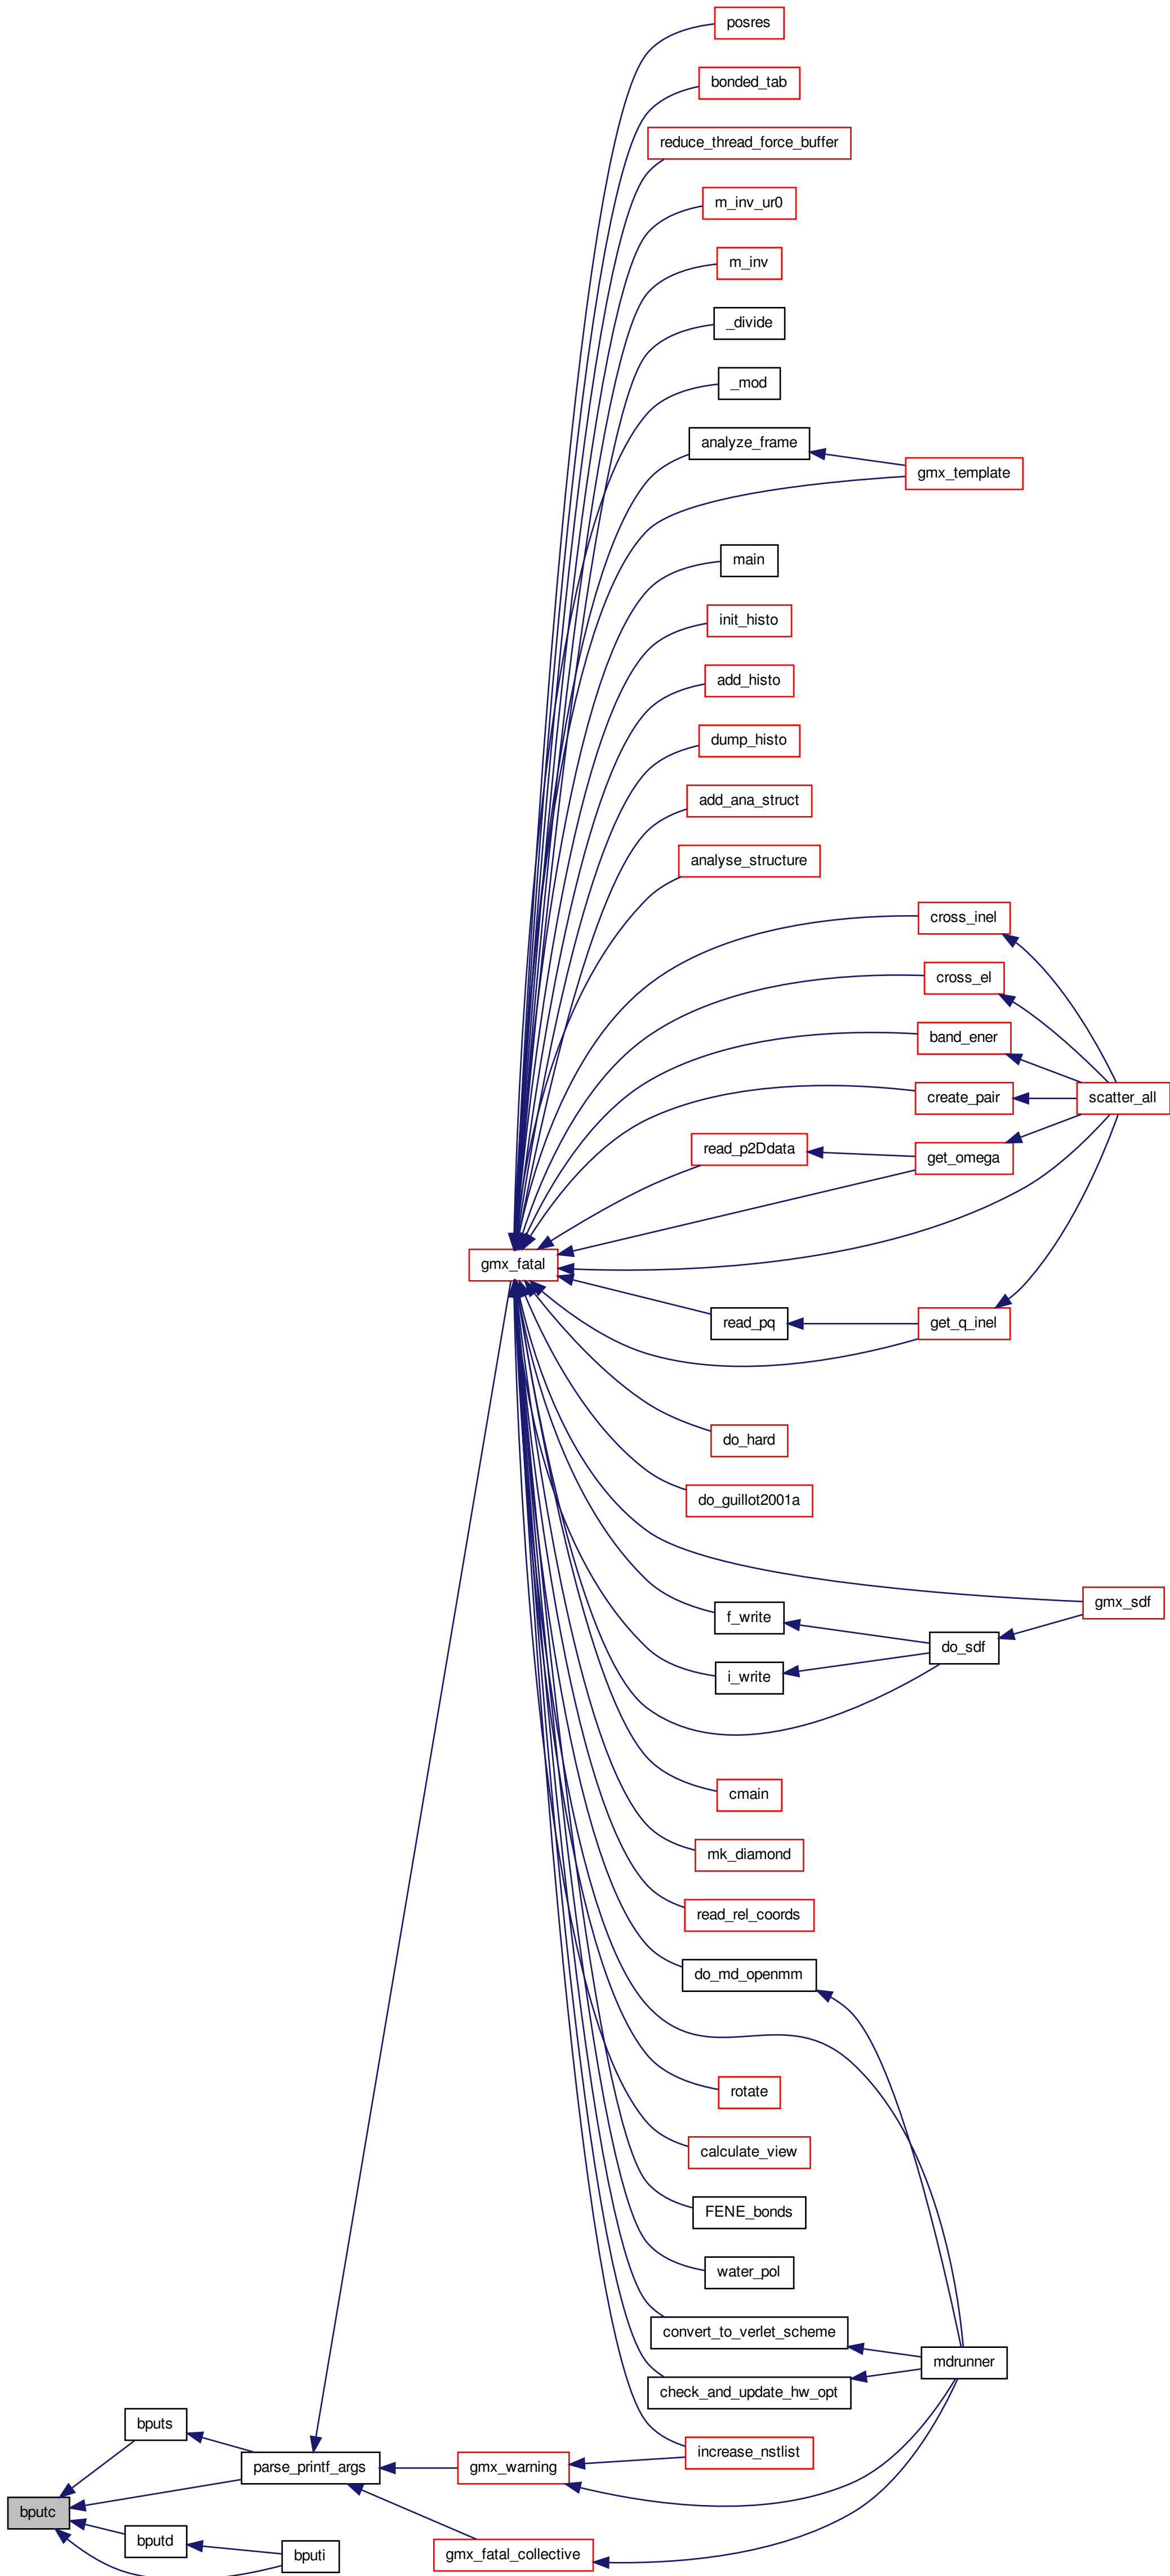 posres
bonded_tab
reduce_thread_force_buffer
m_inv_ur0
m_inv
_divide
_mod
analyze_frame
gmx_template
main
init_histo
add_histo
dump_histo
add_ana_struct
analyse_structure
cross_inel
cross_el
band_ener
create_pair
scatter_all
read_p2Ddata
get_omega
gmx_fatal
read_pq
get_q_inel
do_hard
do_guillot2001a
gmx_sdf
f_write
do_sdf
i_write
cmain
mk_diamond
read_rel_coords
do_md_openmm
rotate
calculate_view
FENE_bonds
water_pol
convert_to_verlet_scheme
mdrunner
check_and_update_hw_opt
bputs
increase_nstlist
parse_printf_args
gmx_warning
bputc
bputd
bputi
gmx_fatal_collective